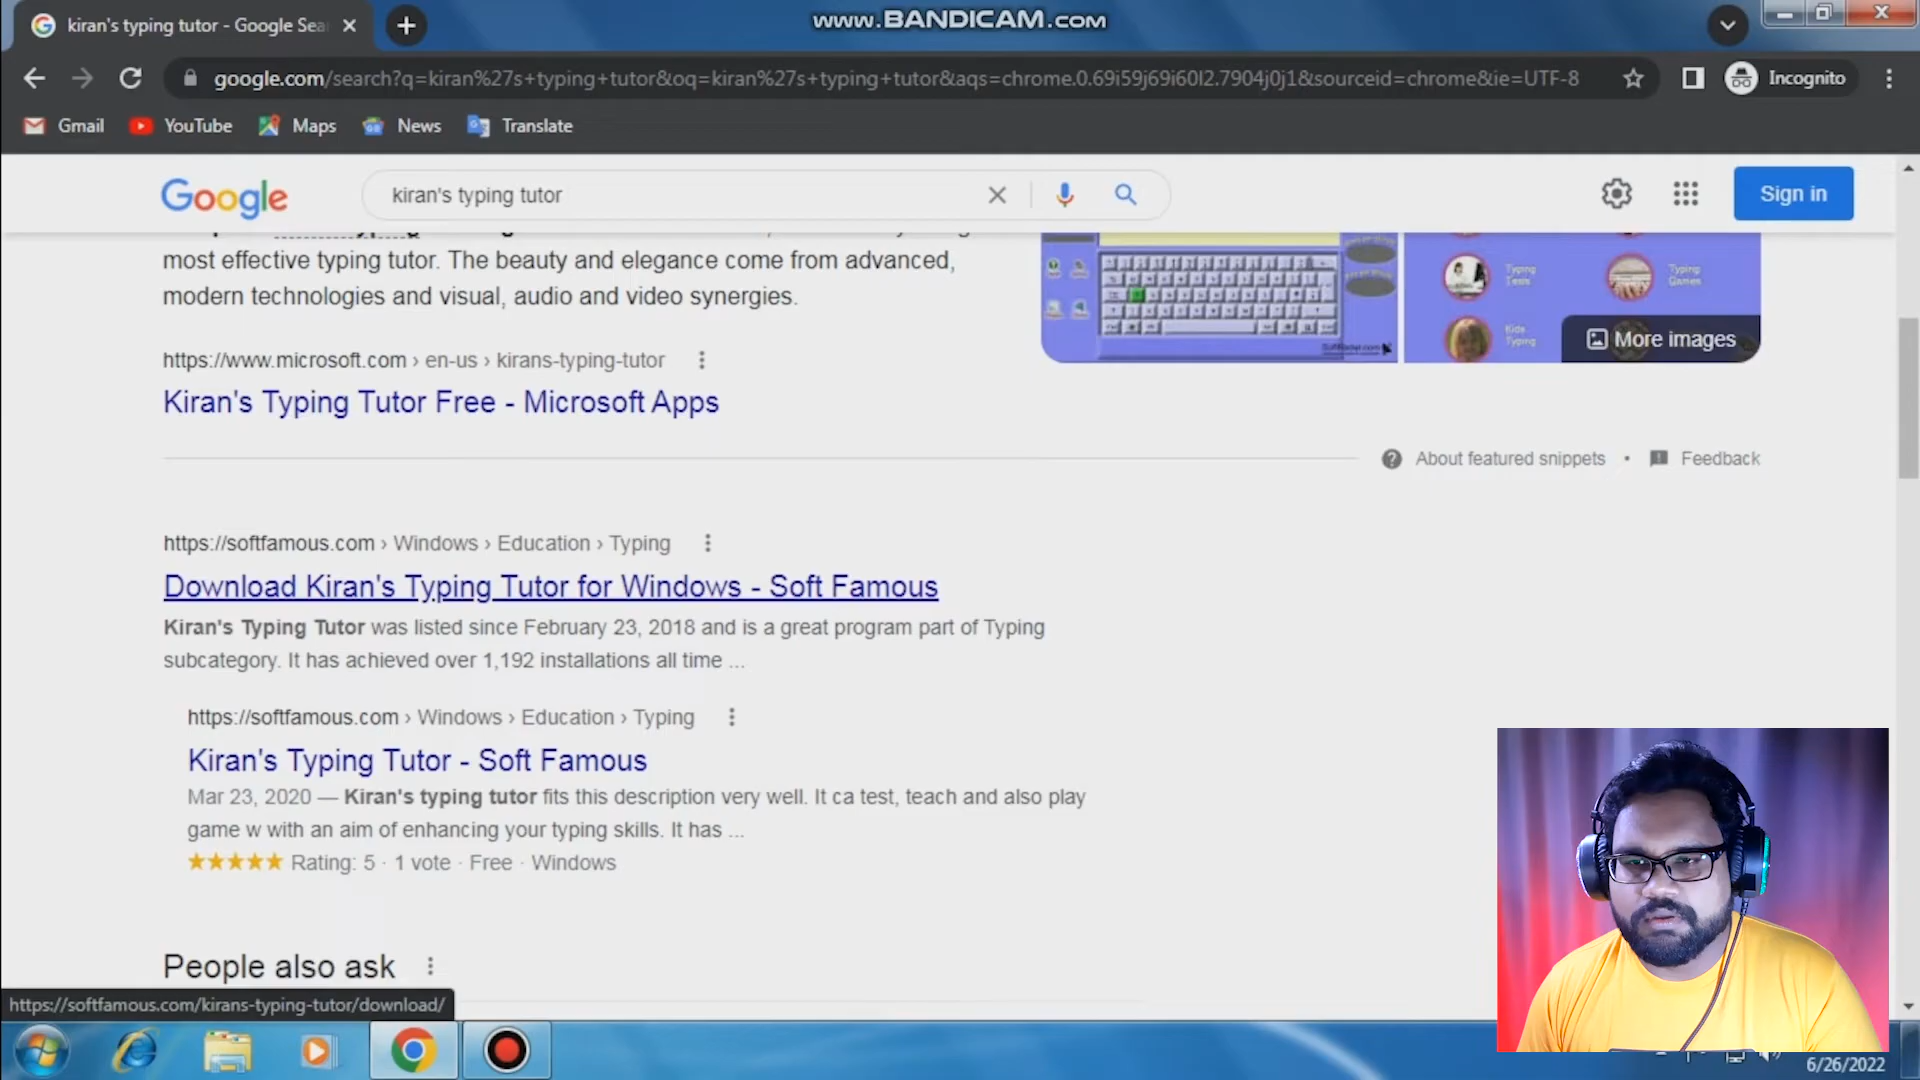 kiran's typing tutor - Google Sea
www.BANDICAM.com
google.com/search?q=kiran%27s+typing+tutor&oq=kiran%27s+typing+tutor&aqs=chrome.0.69i59j69i60l2.7904j0j1&sourceid=chrome&ie=UTF-8
Incognito
Gmail
YouTube
Maps
News
Translate
Google
kiran's typing tutor
Sign in
most effective typing tutor. The beauty and elegance come from advanced,
modern technologies and visual, audio and video synergies.
Typing Tests
Typing Games
Kids Typing
More images
https://www.microsoft.com › en-us › kirans-typing-tutor
Kiran's Typing Tutor Free - Microsoft Apps
About featured snippets • Feedback
https://softfamous.com › Windows › Education › Typing
Download Kiran's Typing Tutor for Windows - Soft Famous
Kiran's Typing Tutor was listed since February 23, 2018 and is a great program part of Typing
subcategory. It has achieved over 1,192 installations all time ...
https://softfamous.com › Windows › Education › Typing
Kiran's Typing Tutor - Soft Famous
Mar 23, 2020 — Kiran's typing tutor fits this description very well. It ca test, teach and also play
game w with an aim of enhancing your typing skills. It has ...
Rating: 5 · 1 vote · Free · Windows
People also ask
https://softfamous.com/kirans-typing-tutor/download/
6/26/2022